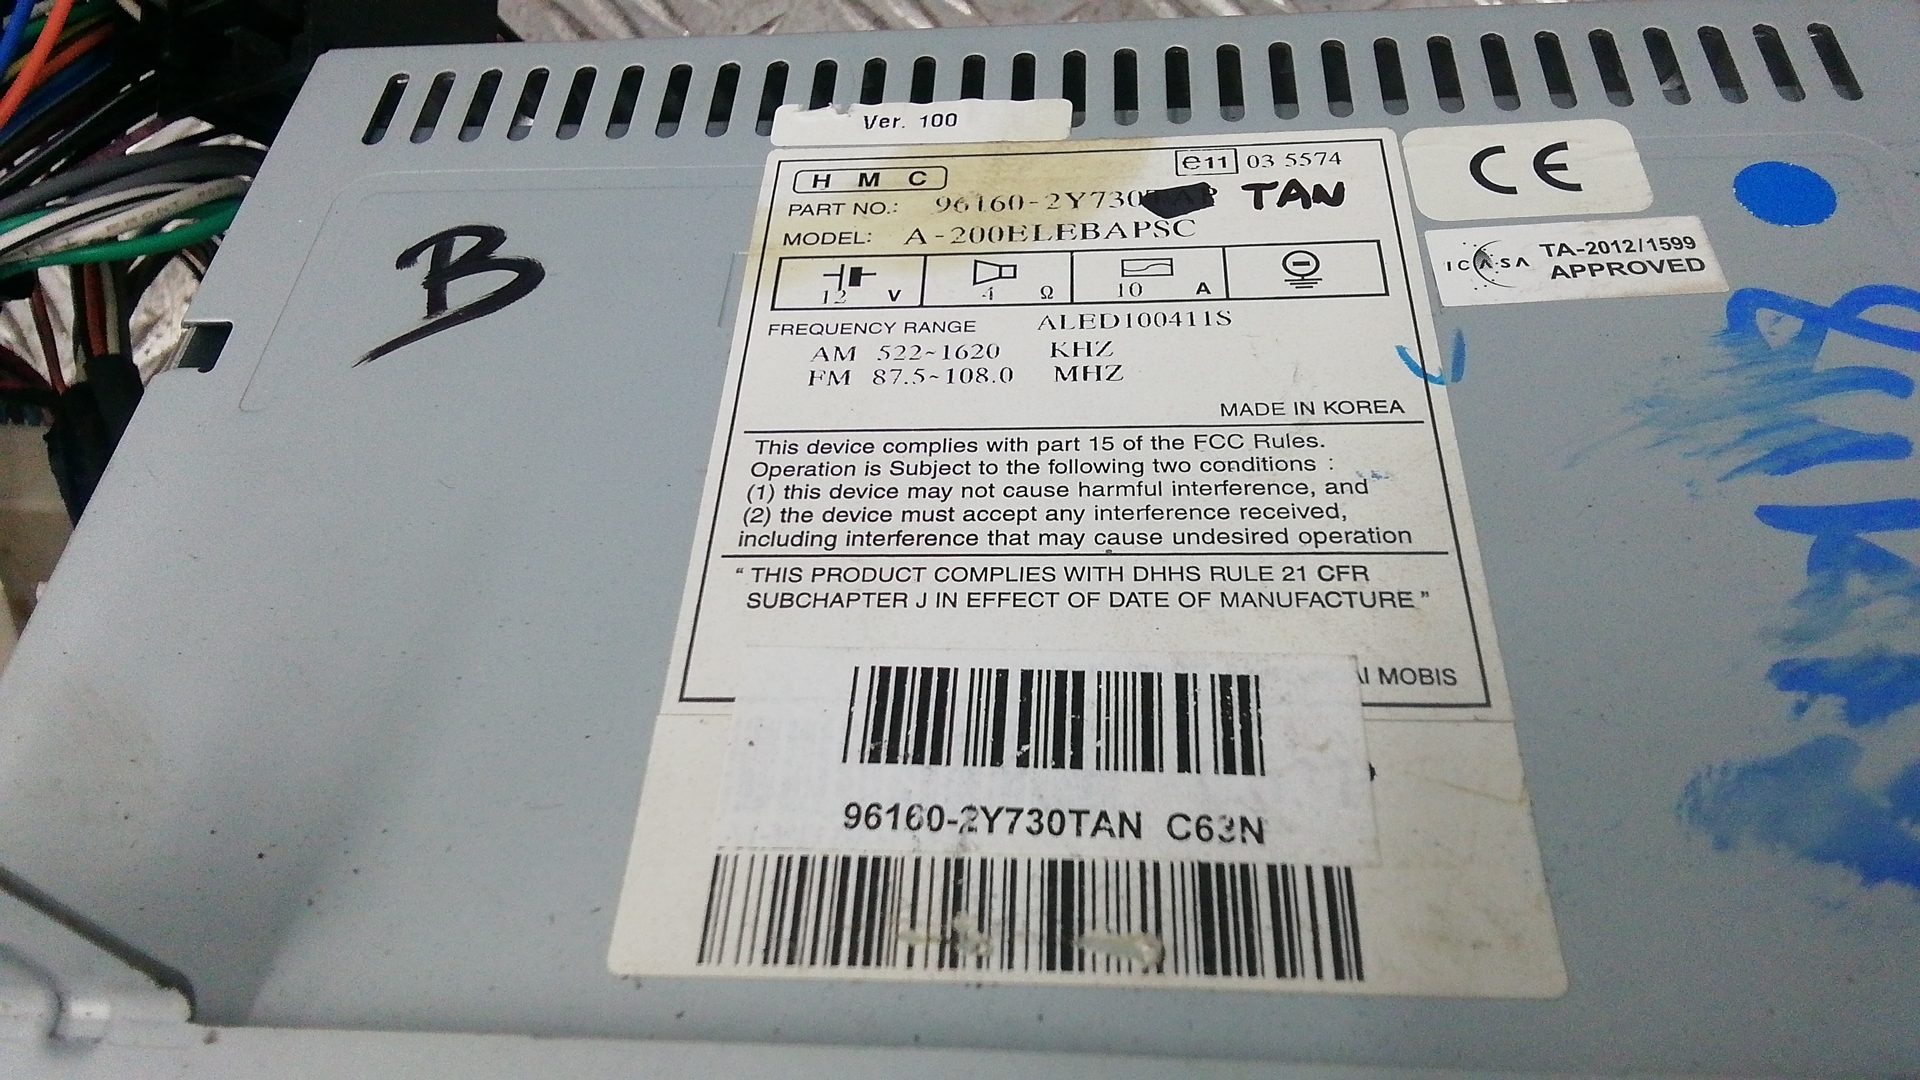 Ver. 100
HMC
e11 03 5574
PART NO.: 96160-2Y730 TAN
MODEL: A-200ELEBAPSC
12 V 4 Ω 10 A
FREQUENCY RANGE ALED100411S
AM 522~1620 KHZ
FM 87.5~108.0 MHZ
MADE IN KOREA
This device complies with part 15 of the FCC Rules.
Operation is Subject to the following two conditions :
(1) this device may not cause harmful interference, and
(2) the device must accept any interference received,
including interference that may cause undesired operation
“ THIS PRODUCT COMPLIES WITH DHHS RULE 21 CFR
SUBCHAPTER J IN EFFECT OF DATE OF MANUFACTURE ”
MOBIS
96160-2Y730TAN C63N
CE
ICASA TA-2012/1599
APPROVED
B